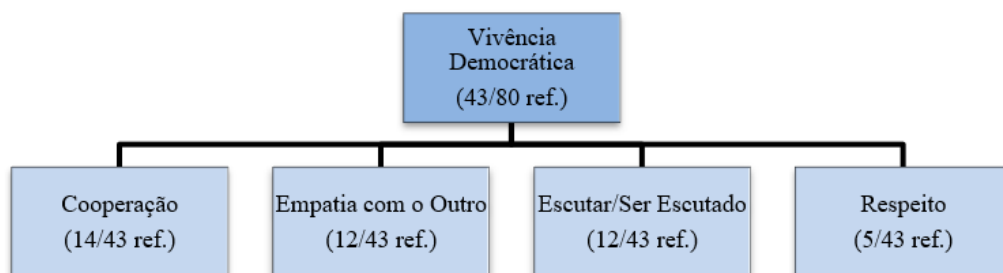 Vivência
Democrática
(43/80 ref.)
Cooperação
(14/43 ref.)
Empatia com o Outro
(12/43 ref.)
Escutar/Ser Escutado
(12/43 ref.)
Respeito
(5/43 ref.)